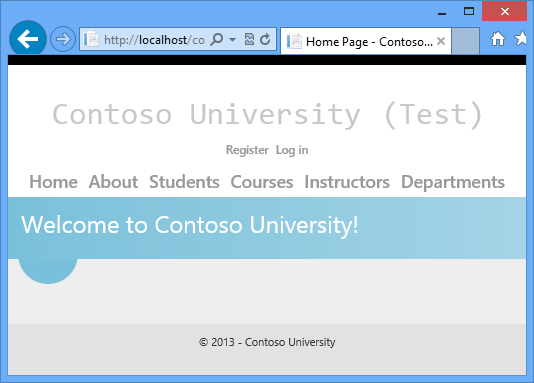 http://localhost/co
Home Page - Contoso...
Contoso University (Test)
Register Log in
Home About Students Courses Instructors Departments
Welcome to Contoso University!
© 2013 - Contoso University